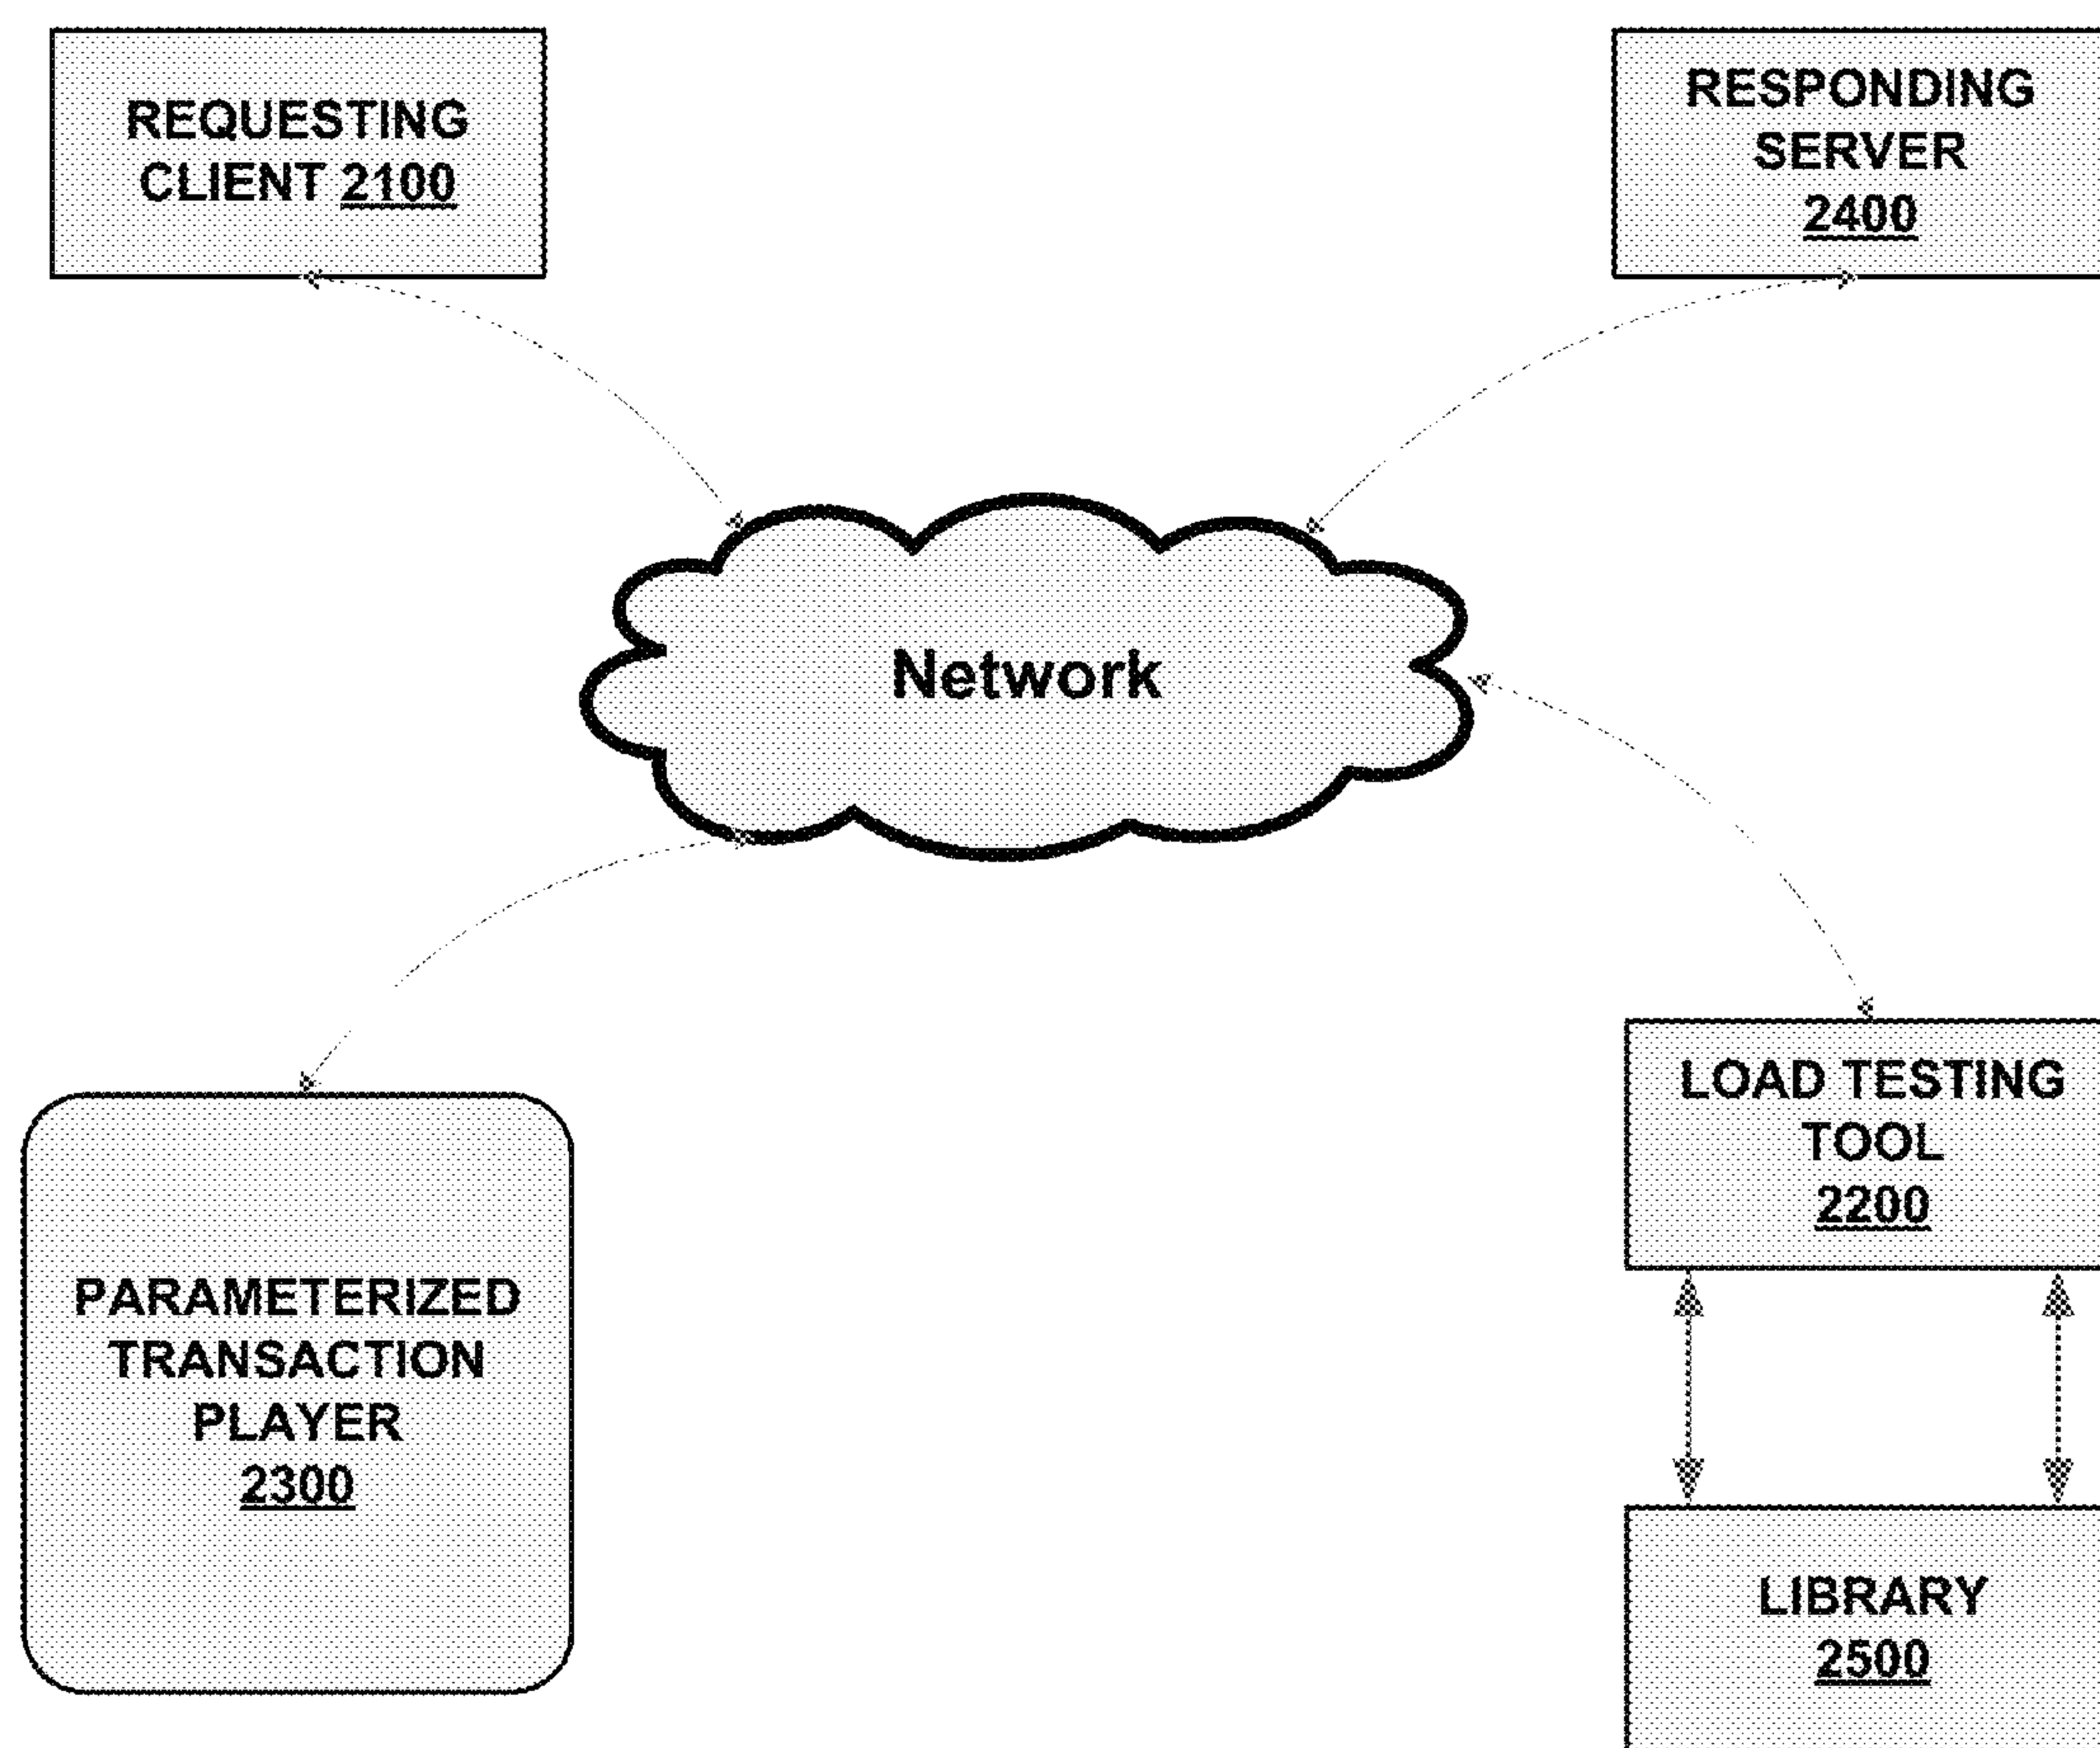 REQUESTING
CLIENT 2100
RESPONDING
SERVER
2400
Network
LOAD TESTING
TOOL
2200
PARAMETERIZED
TRANSACTION
PLAYER
2300
LIBRARY
2500